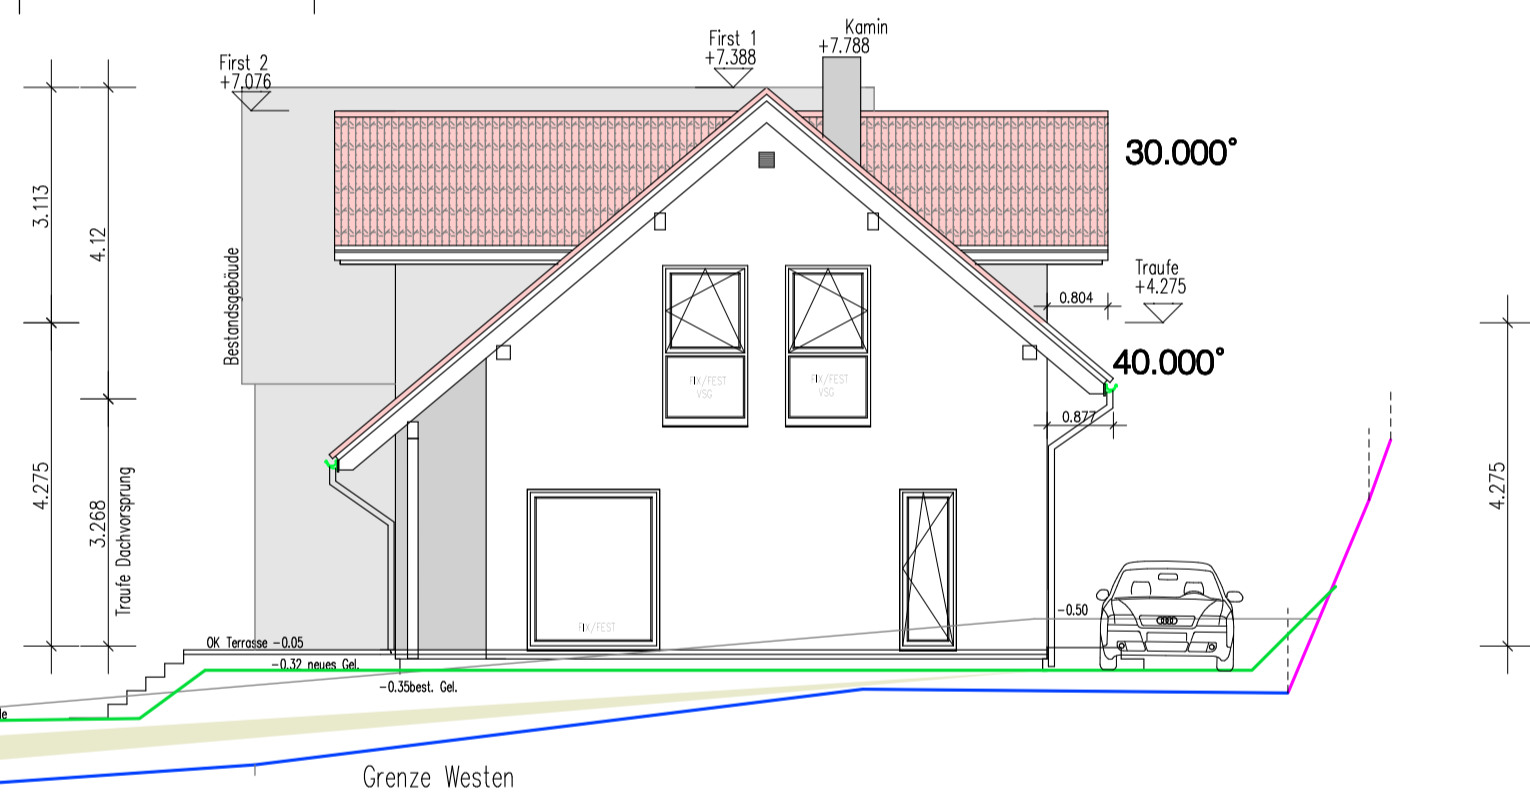 Kamin
+7.788
First 1
+7.388
First 2
+7.076
30.000°
3.113
4.12
Bestandsgebäude
Traufe
+4.275
0.804
40.000°
FIX/FEST
VSG
FIX/FEST
VSG
0.877
4.275
3.268
Traufe Dachvorsprung
4.275
FIX/FEST
-0.50
OK Terrasse -0.05
-0.32 neues Gel.
-0.35best. Gel.
Grenze Westen